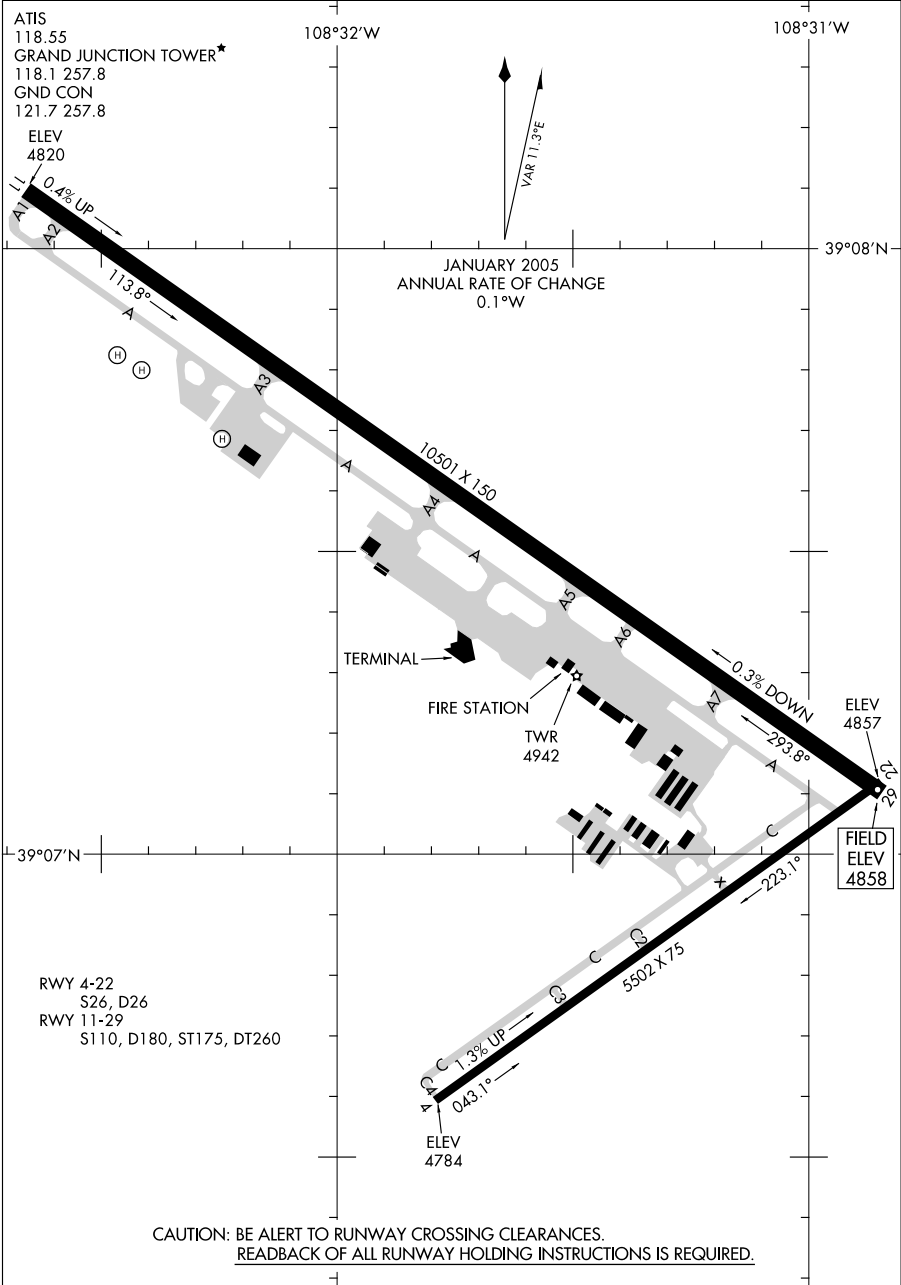 ATIS
118.55
GRAND JUNCTION TOWER★
118.1 257.8
GND CON
121.7 257.8
108°32'W
108°31'W
VAR 11.3°E
JANUARY 2005
ANNUAL RATE OF CHANGE
0.1°W
39°08'N
ELEV
4820
11
0.4% UP
A1
A2
113.8°
A
H
H
A3
H
A
10501 X 150
A4
A
A5
A6
TERMINAL
FIRE STATION
TWR
4942
0.3% DOWN
A7
293.8°
A
ELEV
4857
22
29
FIELD
ELEV
4858
C
39°07'N
X
223.1°
C2
C
5502 X 75
C3
RWY 4-22
S26, D26
RWY 11-29
S110, D180, ST175, DT260
1.3% UP
C
C4
4
043.1°
ELEV
4784
CAUTION: BE ALERT TO RUNWAY CROSSING CLEARANCES.
READBACK OF ALL RUNWAY HOLDING INSTRUCTIONS IS REQUIRED.